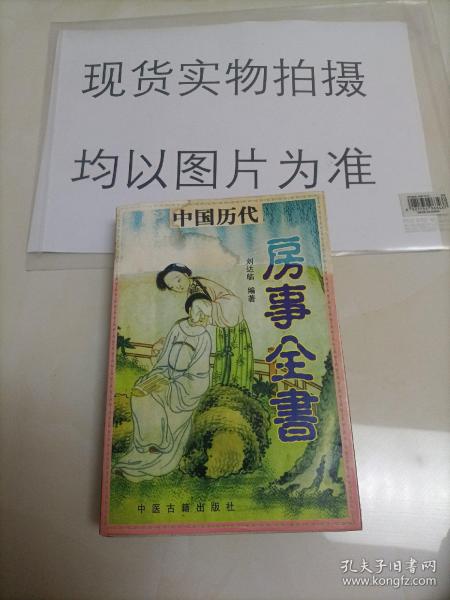 现货实物拍摄
均以图片为准
中国历代
房事全書
刘达临 编著
中医古籍出版社
孔夫子旧书网
www.kongfz.com